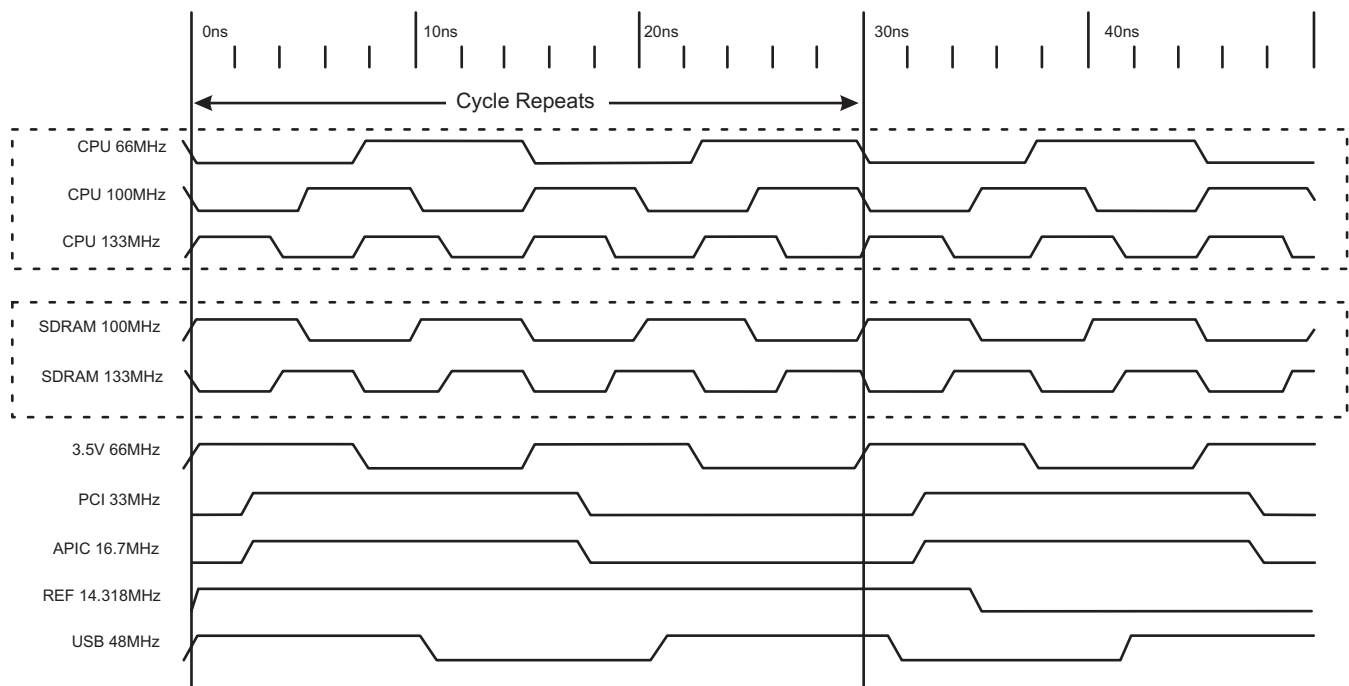 0ns 10ns 20ns 30ns 40ns
Cycle Repeats
CPU 66MHz
CPU 100MHz
CPU 133MHz
SDRAM 100MHz
SDRAM 133MHz
3.5V 66MHz
PCI 33MHz
APIC 16.7MHz
REF 14.318MHz
USB 48MHz